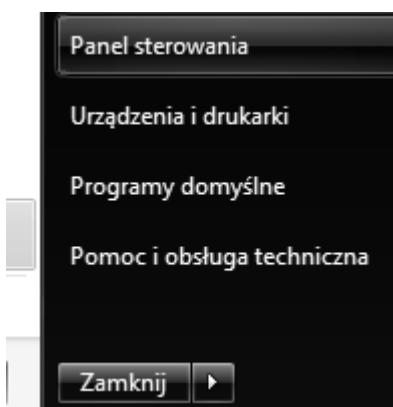 Panel sterowania
Urządzenia i drukarki
Programy domyślne
Pomoc i obsługa techniczna
Zamknij